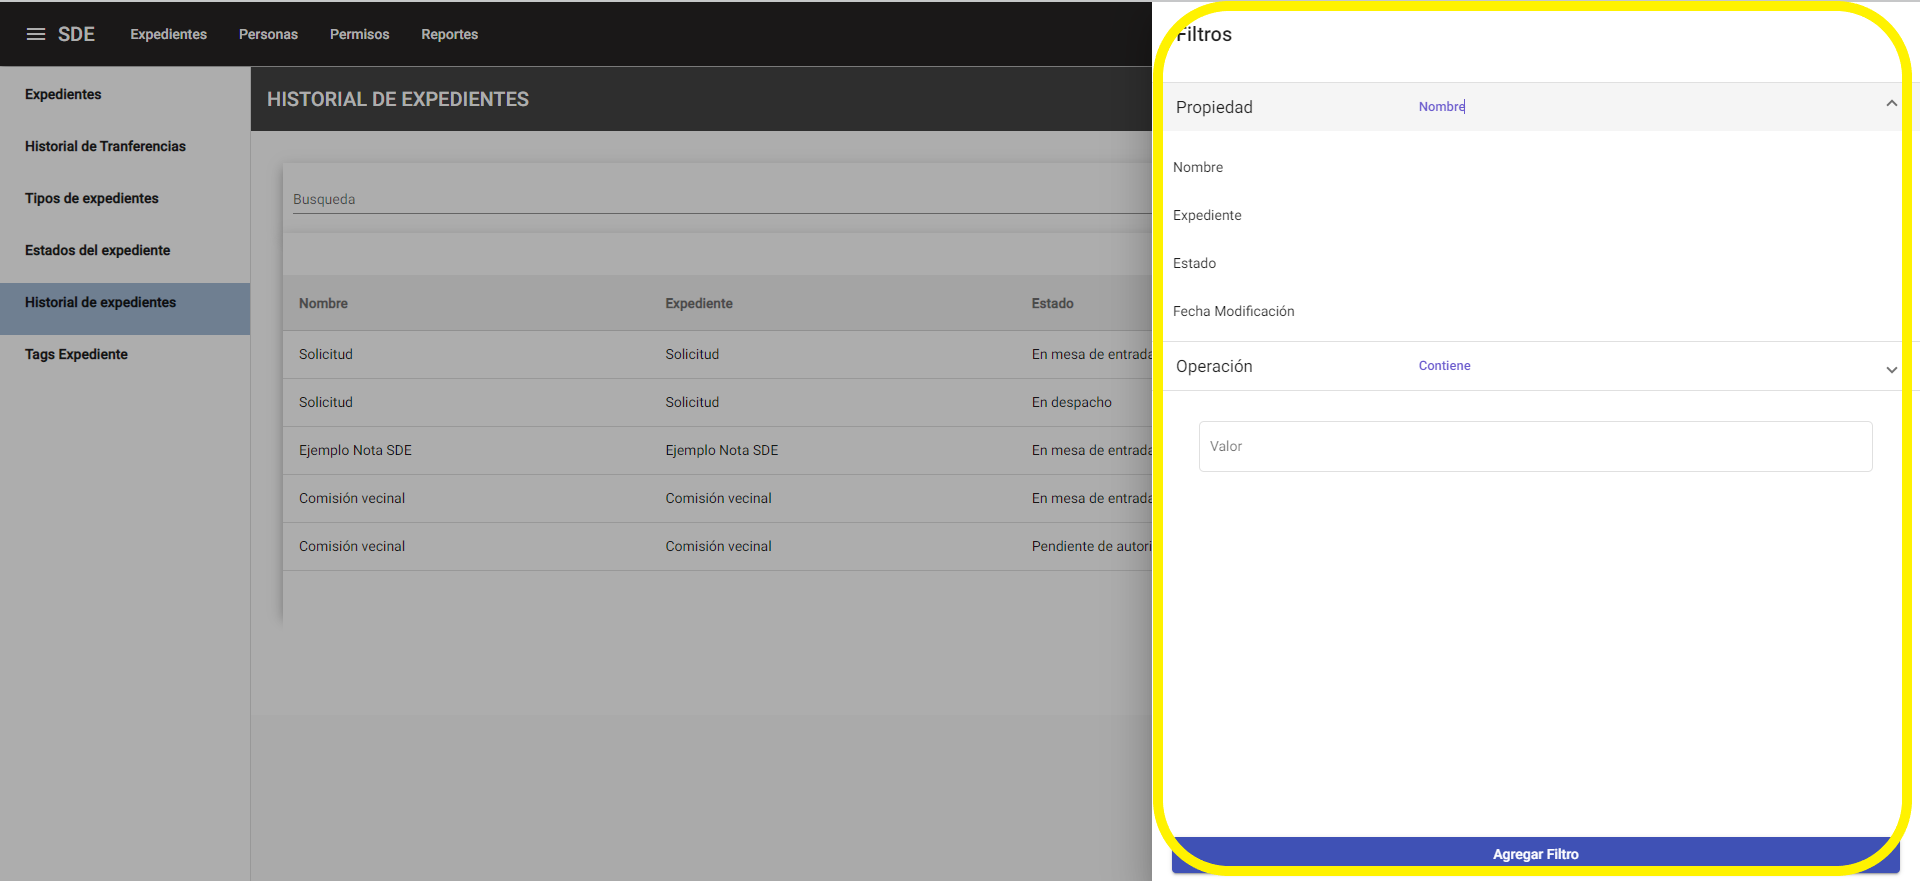 SDE Expedientes Personas Permisos Reportes
Expedientes
Historial de Tranferencias
Tipos de expedientes
Estados del expediente
Historial de expedientes
Tags Expediente
HISTORIAL DE EXPEDIENTES
Busqueda
Nombre Expediente Estado
Solicitud Solicitud En mesa de entrada
Solicitud Solicitud En despacho
Ejemplo Nota SDE Ejemplo Nota SDE En mesa de entrada
Comisión vecinal Comisión vecinal En mesa de entrada
Comisión vecinal Comisión vecinal Pendiente de autori
Filtros
Propiedad Nombre
Nombre
Expediente
Estado
Fecha Modificación
Operación Contiene
Valor
Agregar Filtro